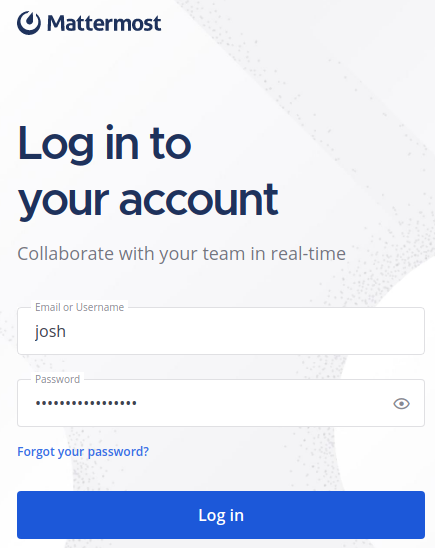 Mattermost
Log in to
your account
Collaborate with your team in real-time
Email or Username
josh
Password
•••••••••••••••••
Forgot your password?
Log in